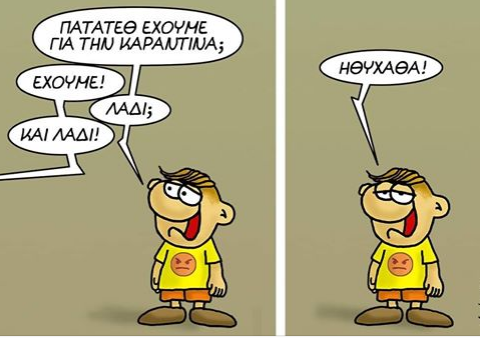 ΠΑΤΑΤΕΘ ΕΧΟΥΜΕ
ΓΙΑ ΤΗΝ ΚΑΡΑΝΤΙΝΑ;
ΕΧΟΥΜΕ!
ΛΑΔΙ;
ΚΑΙ ΛΑΔΙ!
ΗΘΥΧΑΘΑ!